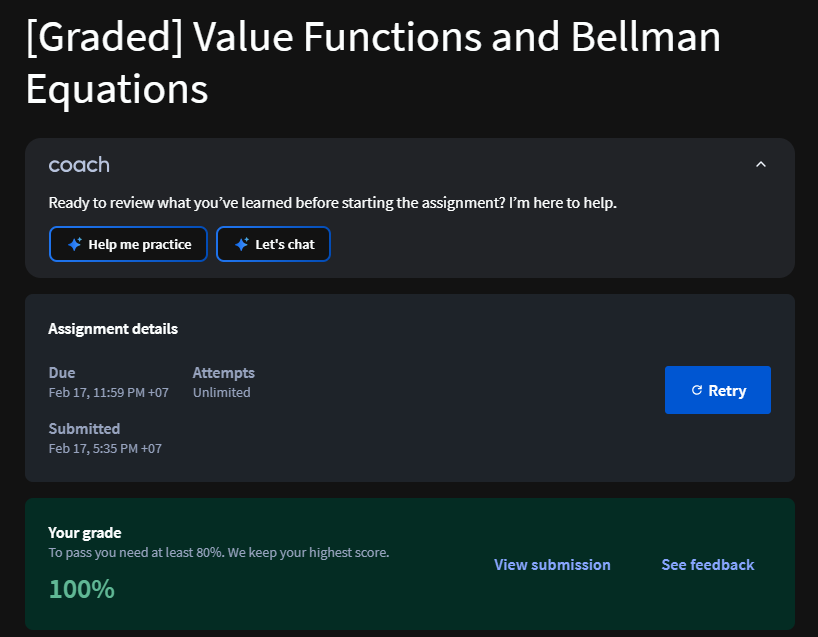 [Graded] Value Functions and Bellman
Equations
coach
Ready to review what you’ve learned before starting the assignment? I’m here to help.
Help me practice
Let's chat
Assignment details
Due
Attempts
Feb 17, 11:59 PM +07
Unlimited
Retry
Submitted
Feb 17, 5:35 PM +07
Your grade
To pass you need at least 80%. We keep your highest score.
View submission
See feedback
100%